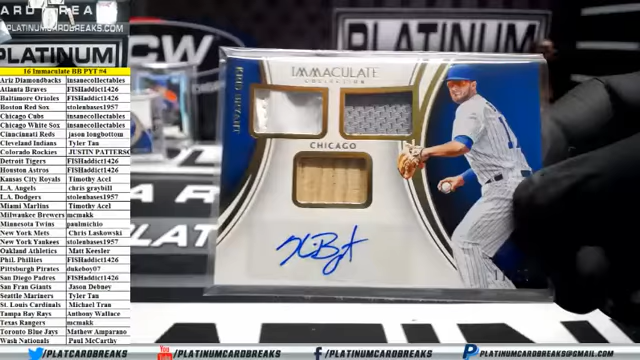 PLATINUM
PLATINUMCARDBREAKS.COM
PLATINUM
PLATINUM
CW
PLAT
16 Immaculate BB PYT #4
Ariz Diamondbacks insanecollectables
Atlanta Braves FISHaddict1426
Baltimore Orioles FISHaddict1426
Boston Red Sox stolenbases1957
Chicago Cubs insanecollectables
Chicago White Sox insanecollectables
Cinncinnati Reds jason longbottom
Cleveland Indians Tyler Tan
Colorado Rockies JUSTIN PATTERSO
Detroit Tigers FISHaddict1426
Houston Astros FISHaddict1426
Kansas City Royals Timothy Acel
L.A. Angels chris graybill
L.A. Dodgers stolenbases1957
Miami Marlins Timothy Acel
Milwaukee Brewers mcmakk
Minnesota Twins paulmichio
New York Mets Chris Laskowski
New York Yankees stolenbases1957
Oakland Athletics Matt Keesler
Phil. Phillies FISHaddict1426
Pittsburgh Pirates dukeboy07
San Diego Padres FISHaddict1426
San Fran Giants Jason Debney
Seattle Mariners Tyler Tan
St. Louis Cardinals Michael Tran
Tampa Bay Rays Anthony Wallace
Texas Rangers mcmakk
Toronto Blue Jays Mathew Amparano
Wash Nationals Paul McCarthy
IMMACULATE
COLLECTION
KRIS BRYANT
CHICAGO
/PLATCARDBREAKS
/PLATINUMCARDBREAKS
/PLATINUMCARDBREAKS
PLATINUMCARDBREAKS@GMAIL.COM